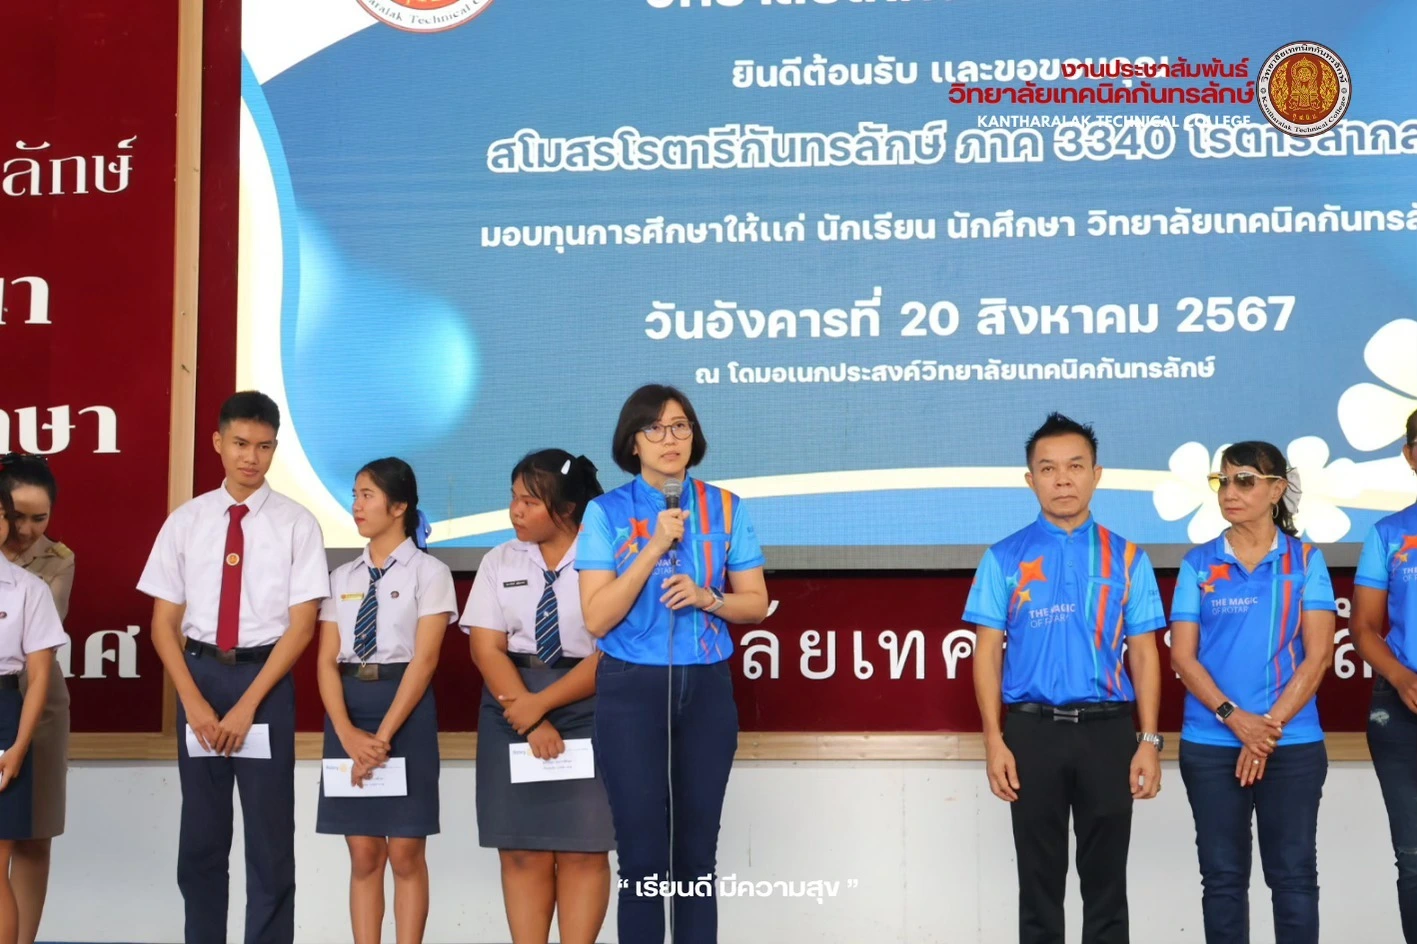 ยินดีต้อนรับ และขอขอบคุณ
งานประชาสัมพันธ์
วิทยาลัยเทคนิคกันทรลักษ์
KANTHARALAK TECHNICAL COLLEGE
สโมสรโรตารีกันทรลักษ์ ภาค 3340 โรตารีสากล
มอบทุนการศึกษาให้แก่ นักเรียน นักศึกษา วิทยาลัยเทคนิคกันทรลั
วันอังคารที่ 20 สิงหาคม 2567
ณ โดมอเนกประสงค์วิทยาลัยเทคนิคกันทรลักษ์
ลักษ์
ษา
THE MAGIC
OF ROTARY
THE MAGIC
OF ROTARY
ลัยเทค
“ เรียนดี มีความสุข ”